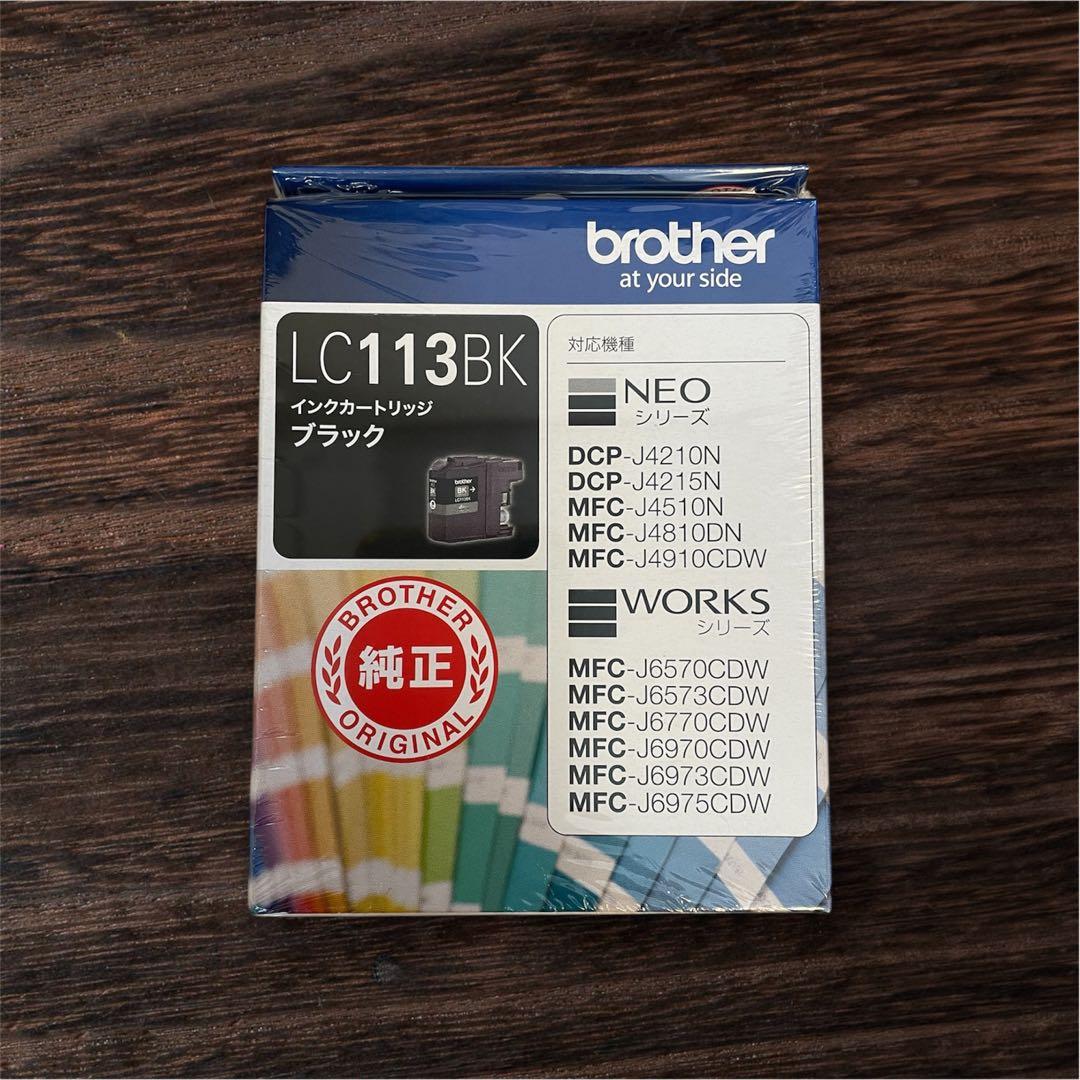 brother
at your side
LC113BK
インクカートリッジ
ブラック
brother
BK
LC113BK
BROTHER
純正
ORIGINAL
対応機種
NEO
シリーズ
DCP-J4210N
DCP-J4215N
MFC-J4510N
MFC-J4810DN
MFC-J4910CDW
WORKS
シリーズ
MFC-J6570CDW
MFC-J6573CDW
MFC-J6770CDW
MFC-J6970CDW
MFC-J6973CDW
MFC-J6975CDW